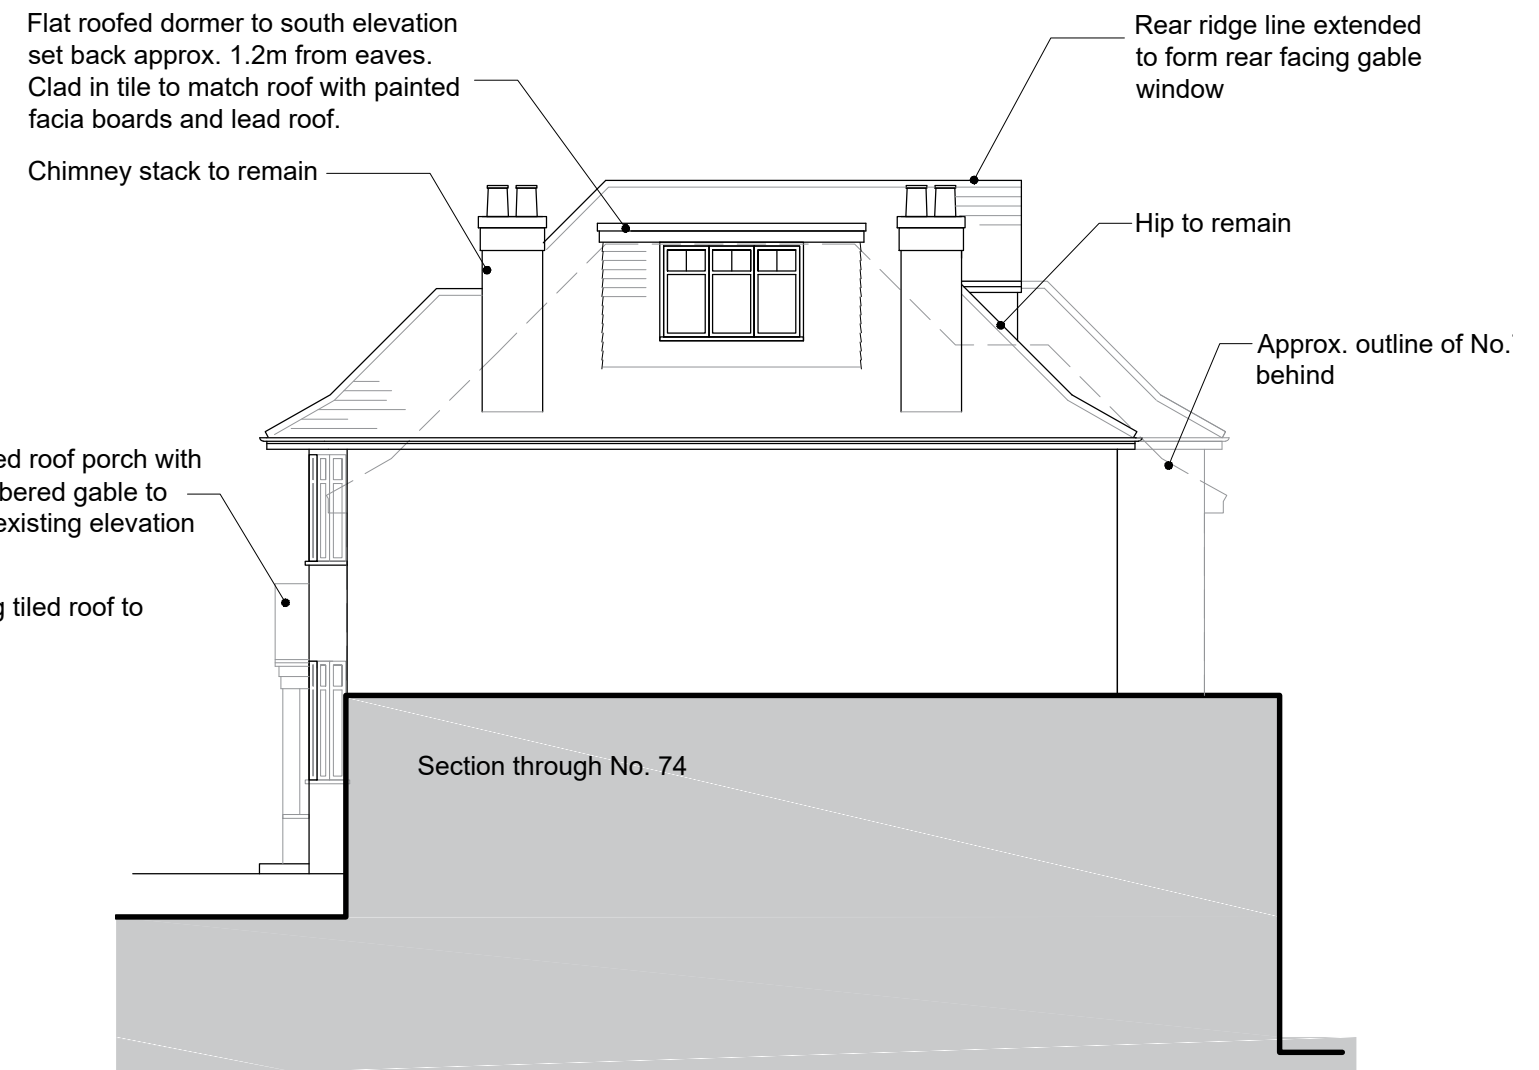 Flat roofed dormer to south elevation
set back approx. 1.2m from eaves.
Clad in tile to match roof with painted
facia boards and lead roof.
Chimney stack to remain
Rear ridge line extended
to form rear facing gable
window
Hip to remain
Approx. outline of No.
behind
roof porch with
gable to
existing elevation
tiled roof to
Section through No. 74